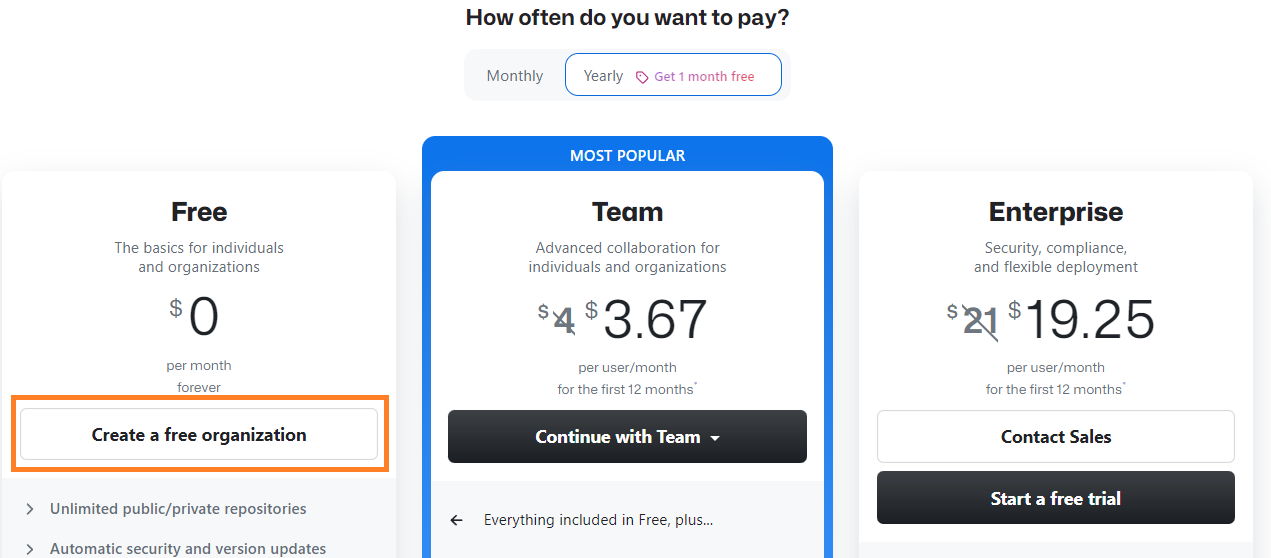 How often do you want to pay?
Monthly
Yearly Get 1 month free
MOST POPULAR
Free
The basics for individuals
and organizations
$0
per month
forever
Create a free organization
Unlimited public/private repositories
Automatic security and version updates
Team
Advanced collaboration for
individuals and organizations
$4 $3.67
per user/month
for the first 12 months*
Continue with Team
Everything included in Free, plus...
Enterprise
Security, compliance,
and flexible deployment
$21 $19.25
per user/month
for the first 12 months*
Contact Sales
Start a free trial